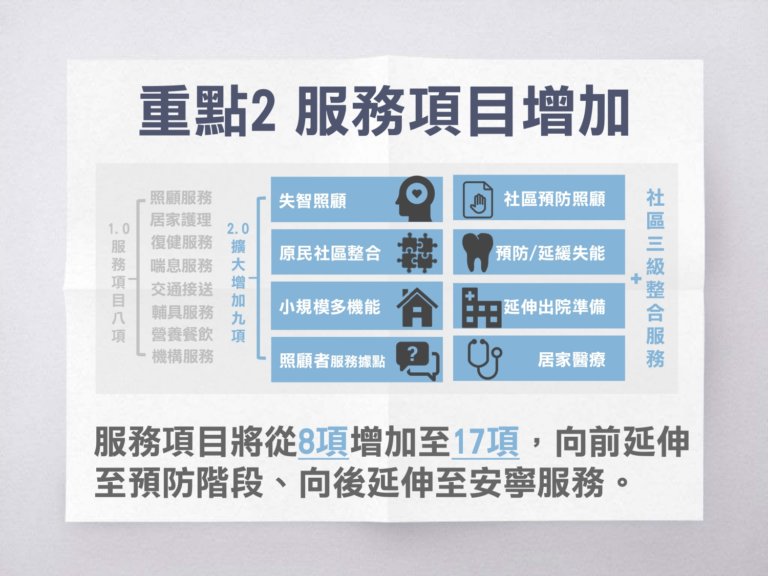 重點2 服務項目增加
1.0
服務項目八項
照顧服務
居家護理
復健服務
喘息服務
交通接送
輔具服務
營養餐飲
機構服務
2.0
擴大增加九項
失智照顧
原民社區整合
小規模多機能
照顧者服務據點
?
社區預防照顧
預防/延緩失能
延伸出院準備
居家醫療
+
社區三級整合服務
服務項目將從8項增加至17項，向前延伸
至預防階段、向後延伸至安寧服務。